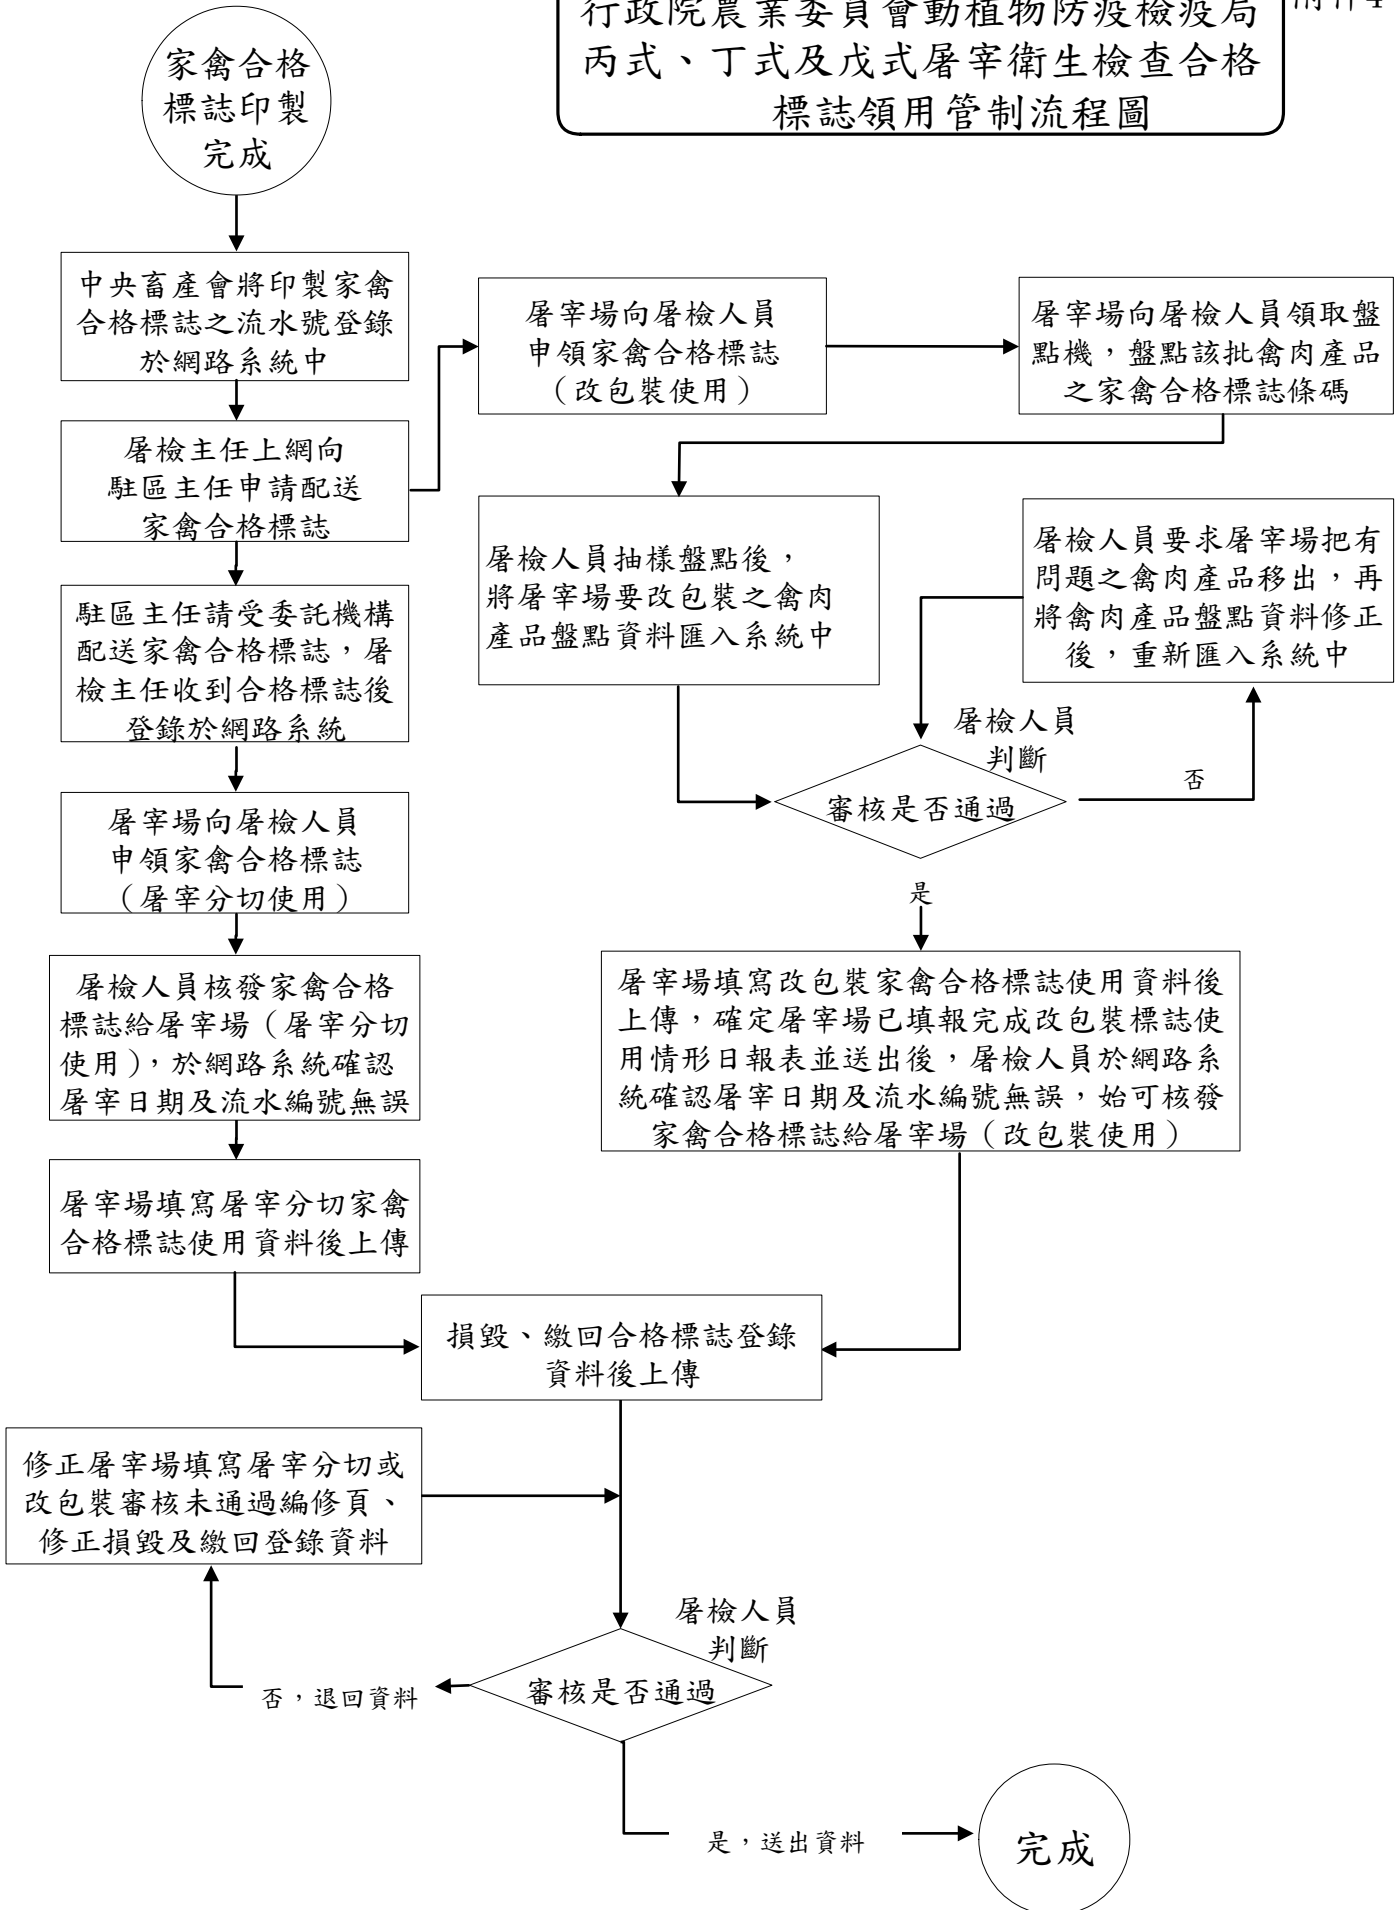 行政院農業委員會動植物防疫檢疫局
丙式、丁式及戊式屠宰衛生檢查合格
標誌領用管制流程圖
附件4
家禽合格
標誌印製
完成
中央畜產會將印製家禽
合格標誌之流水號登錄
於網路系統中
屠檢主任上網向
駐區主任申請配送
家禽合格標誌
駐區主任請受委託機構
配送家禽合格標誌，屠
檢主任收到合格標誌後
登錄於網路系統
屠宰場向屠檢人員
申領家禽合格標誌
（屠宰分切使用）
屠檢人員核發家禽合格
標誌給屠宰場（屠宰分切
使用），於網路系統確認
屠宰日期及流水編號無誤
屠宰場填寫屠宰分切家禽
合格標誌使用資料後上傳
屠宰場向屠檢人員
申領家禽合格標誌
（改包裝使用）
屠宰場向屠檢人員領取盤
點機，盤點該批禽肉產品
之家禽合格標誌條碼
屠檢人員抽樣盤點後，
將屠宰場要改包裝之禽肉
產品盤點資料匯入系統中
屠檢人員要求屠宰場把有
問題之禽肉產品移出，再
將禽肉產品盤點資料修正
後，重新匯入系統中
屠檢人員
判斷
審核是否通過
否
是
屠宰場填寫改包裝家禽合格標誌使用資料後
上傳，確定屠宰場已填報完成改包裝標誌使
用情形日報表並送出後，屠檢人員於網路系
統確認屠宰日期及流水編號無誤，始可核發
家禽合格標誌給屠宰場（改包裝使用）
損毀、繳回合格標誌登錄
資料後上傳
修正屠宰場填寫屠宰分切或
改包裝審核未通過編修頁、
修正損毀及繳回登錄資料
屠檢人員
判斷
審核是否通過
否，退回資料
是，送出資料
完成